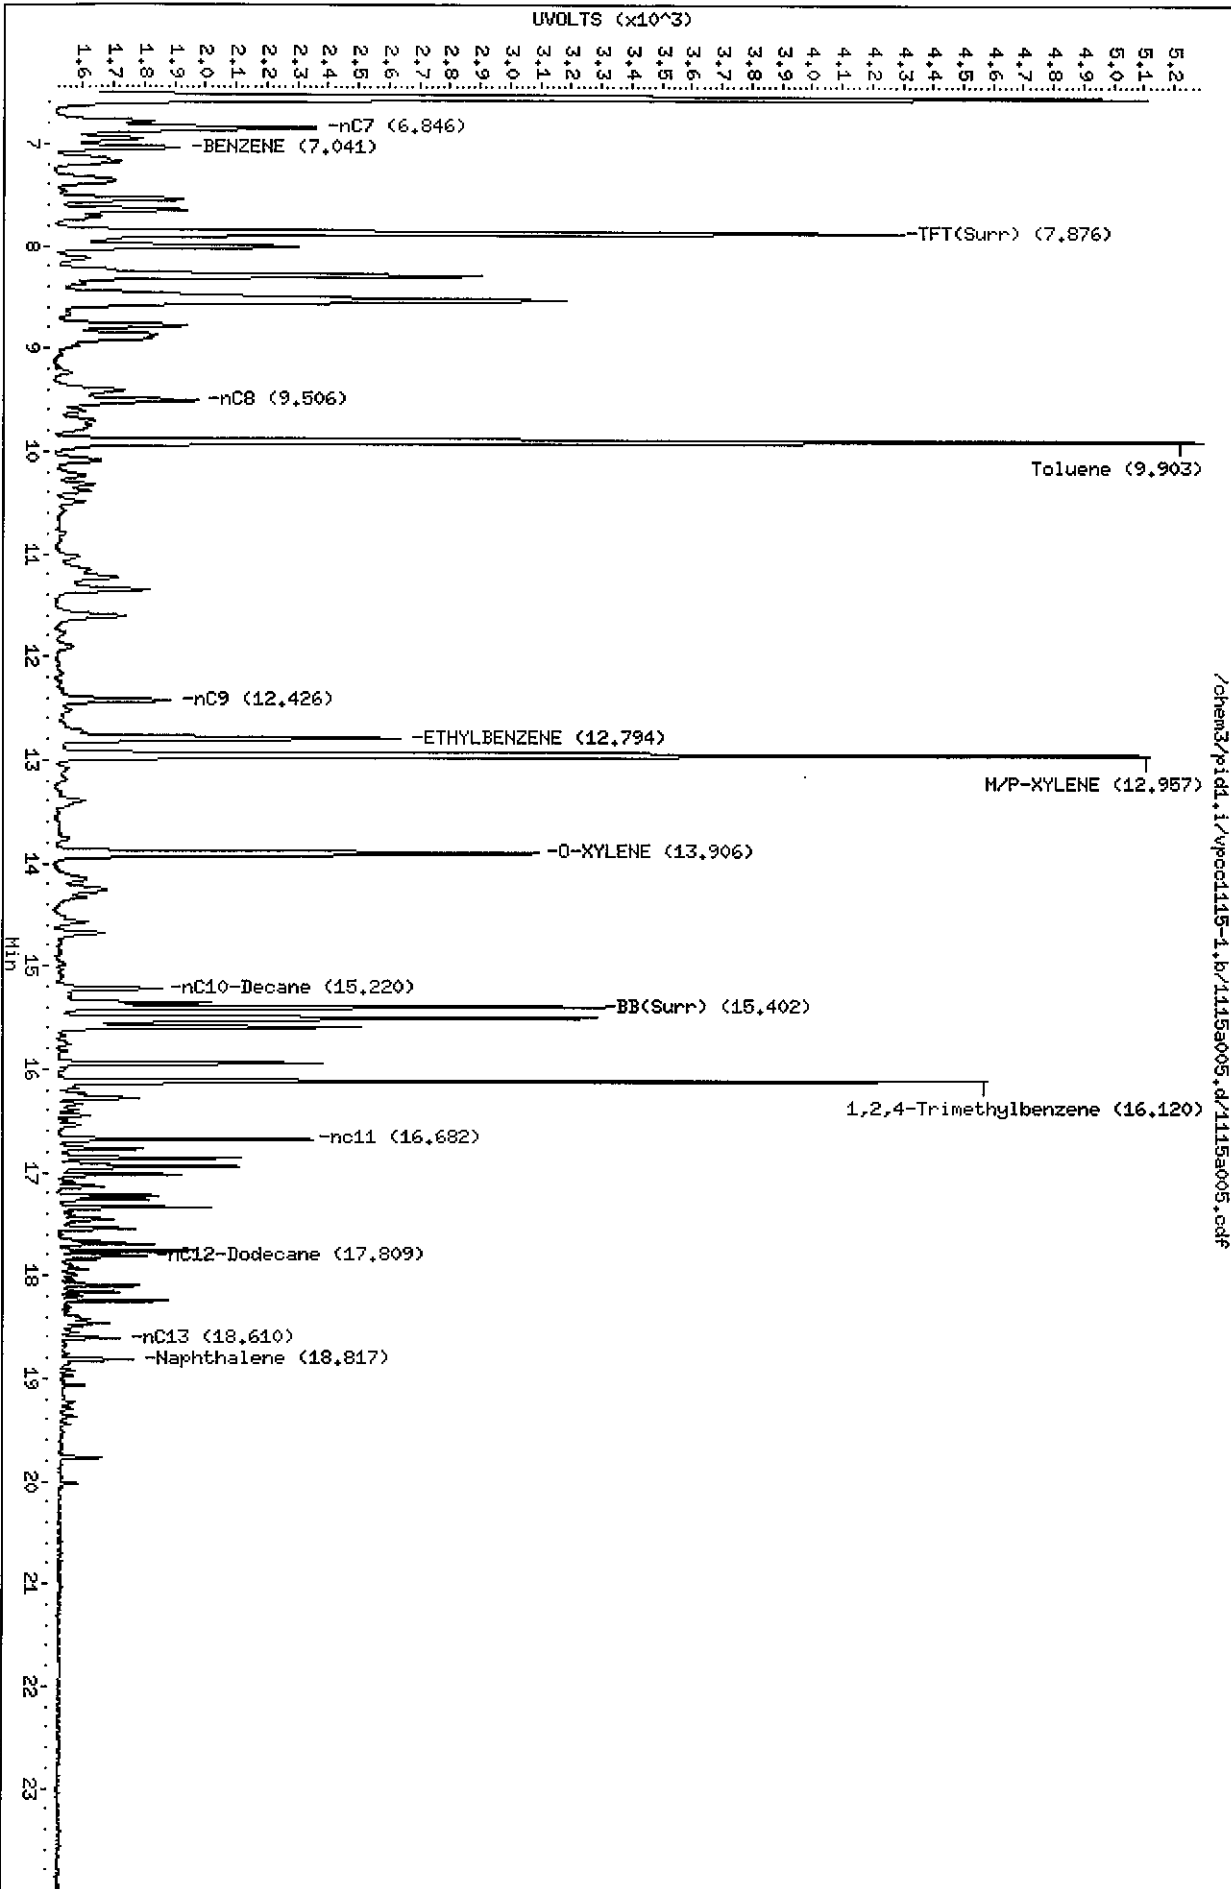 UVOLTS (x10^3)
1.6
1.7
1.8
1.9
2.0
2.1
2.2
2.3
2.4
2.5
2.6
2.7
2.8
2.9
3.0
3.1
3.2
3.3
3.4
3.5
3.6
3.7
3.8
3.9
4.0
4.1
4.2
4.3
4.4
4.5
4.6
4.7
4.8
4.9
5.0
5.1
5.2
-nC7 (6.846)
7
-BENZENE (7.041)
-TFT(Surr) (7.876)
8
9
-nC8 (9.506)
10
Toluene (9.903)
11
12
-nC9 (12.426)
-ETHYLBENZENE (12.794)
13
M/P-XYLENE (12.957)
-O-XYLENE (13.906)
14
15
-nC10-Decane (15.220)
-BB(Surr) (15.402)
16
1,2,4-Trimethylbenzene (16.120)
-nc11 (16.682)
17
-nC12-Dodecane (17.809)
18
-nC13 (18.610)
-Naphthalene (18.817)
19
20
21
22
23
Min
/chem3/pid1.i/vpcc1115-1.b/1115a005.d/1115a005.cdf